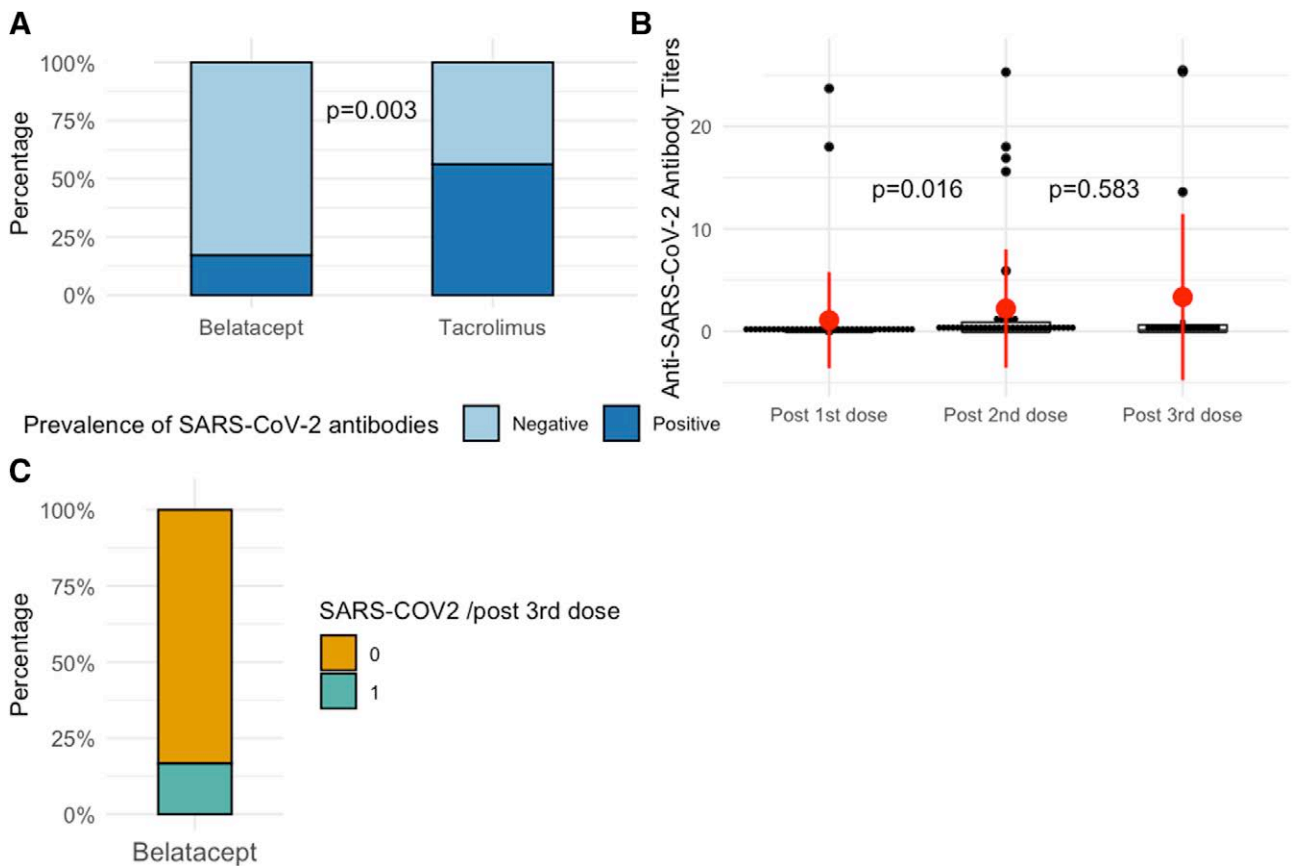 A
100%
75%
50%
25%
0%
Percentage
p=0.003
Belatacept
Tacrolimus
Prevalence of SARS-CoV-2 antibodies
Negative
Positive
B
Anti-SARS-CoV-2 Antibody Titers
20
10
0
p=0.016
p=0.583
Post 1st dose
Post 2nd dose
Post 3rd dose
C
100%
75%
50%
25%
0%
Percentage
Belatacept
SARS-COV2 /post 3rd dose
0
1